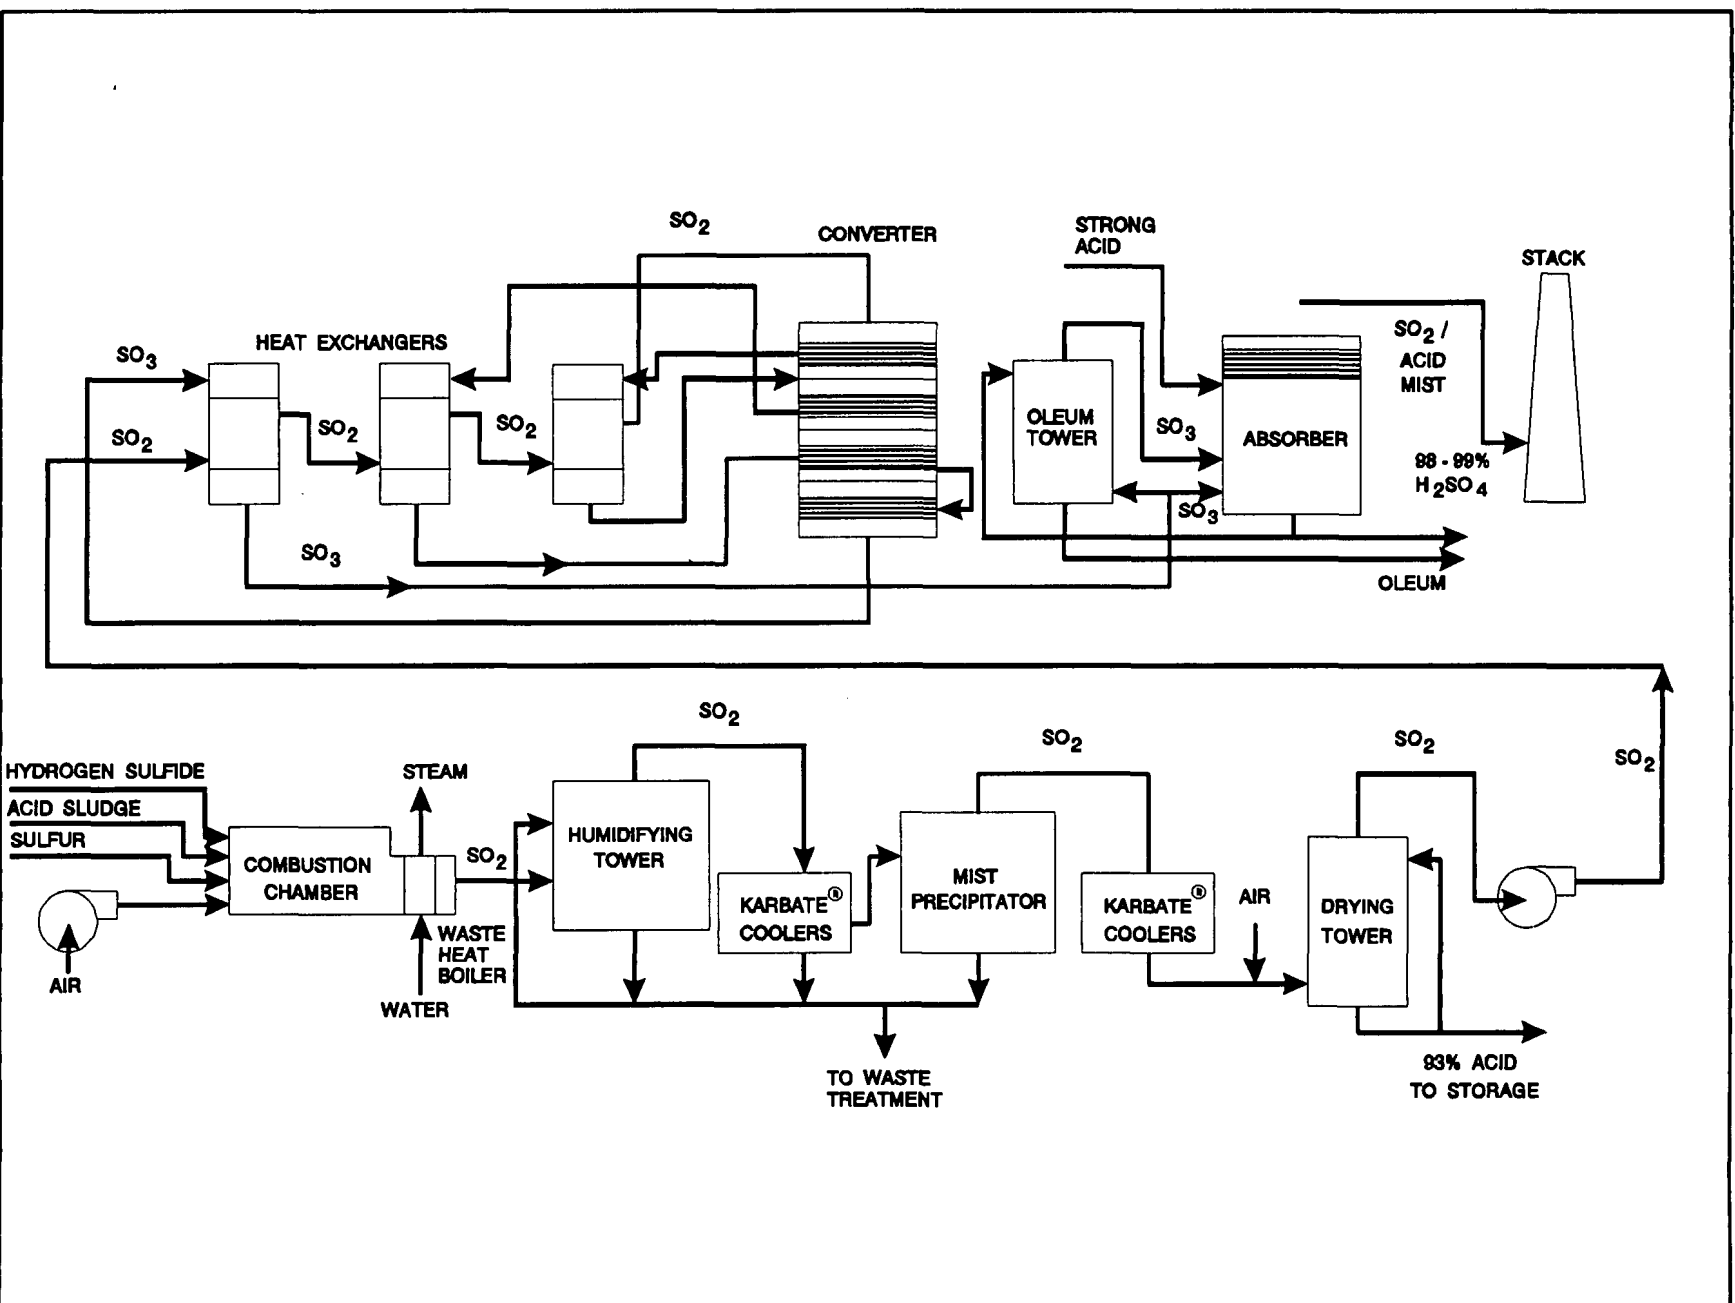 SO2
CONVERTER
STRONG
ACID
STACK
HEAT EXCHANGERS
SO3
SO2
SO2
SO2
OLEUM
TOWER
SO3
ABSORBER
SO2 /
ACID
MIST
98 - 99%
H2SO4
SO3
SO3
OLEUM
SO2
SO2
SO2
SO2
HYDROGEN SULFIDE
ACID SLUDGE
SULFUR
STEAM
COMBUSTION
CHAMBER
SO2
HUMIDIFYING
TOWER
KARBATE®
COOLERS
MIST
PRECIPITATOR
KARBATE®
COOLERS
AIR
DRYING
TOWER
AIR
WASTE
HEAT
BOILER
WATER
TO WASTE
TREATMENT
93% ACID
TO STORAGE